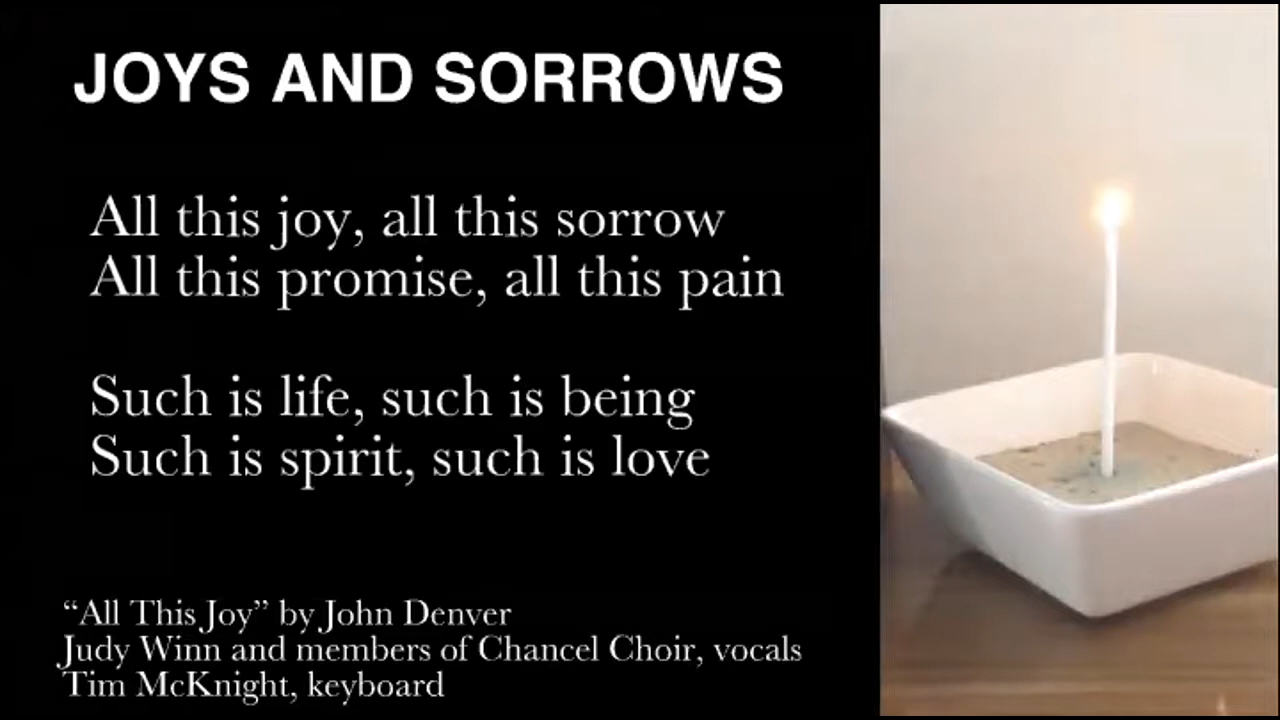 JOYS AND SORROWS
All this joy, all this sorrow
All this promise, all this pain
Such is life, such is being
Such is spirit, such is love
“All This Joy” by John Denver
Judy Winn and members of Chancel Choir, vocals
Tim McKnight, keyboard